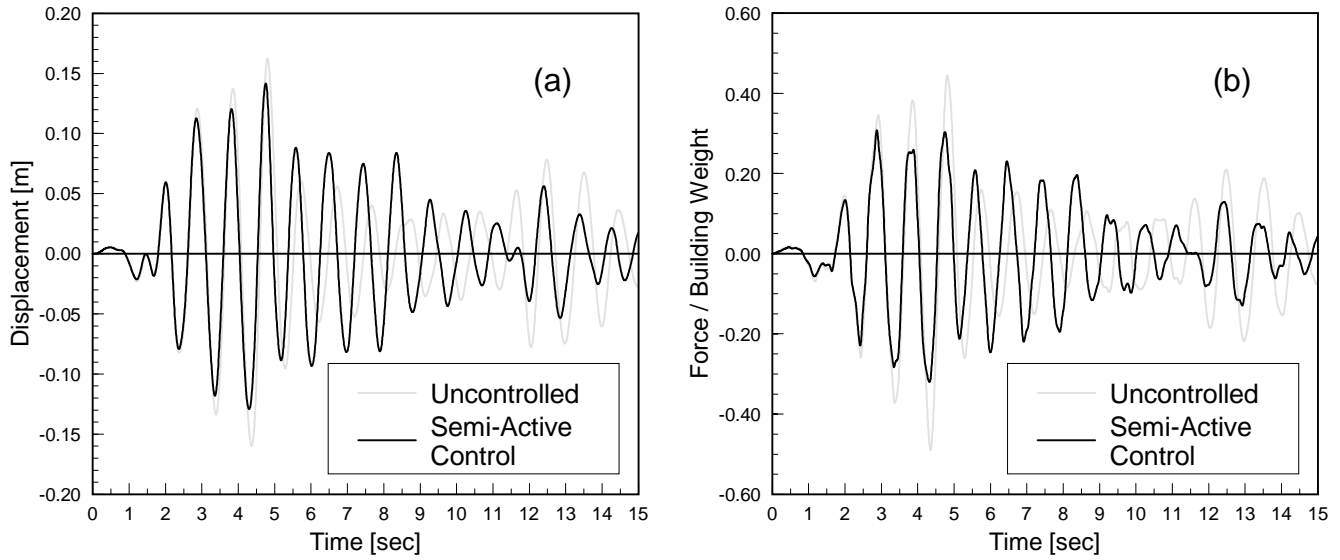 0.20
0.15
0.10
0.05
0.00
-0.05
-0.10
-0.15
-0.20
Displacement [m]
(a)
Uncontrolled
Semi-Active
Control
0 1 2 3 4 5 6 7 8 9 10 11 12 13 14 15
Time [sec]
0.60
0.40
0.20
0.00
-0.20
-0.40
-0.60
Force / Building Weight
(b)
Uncontrolled
Semi-Active
Control
0 1 2 3 4 5 6 7 8 9 10 11 12 13 14 15
Time [sec]